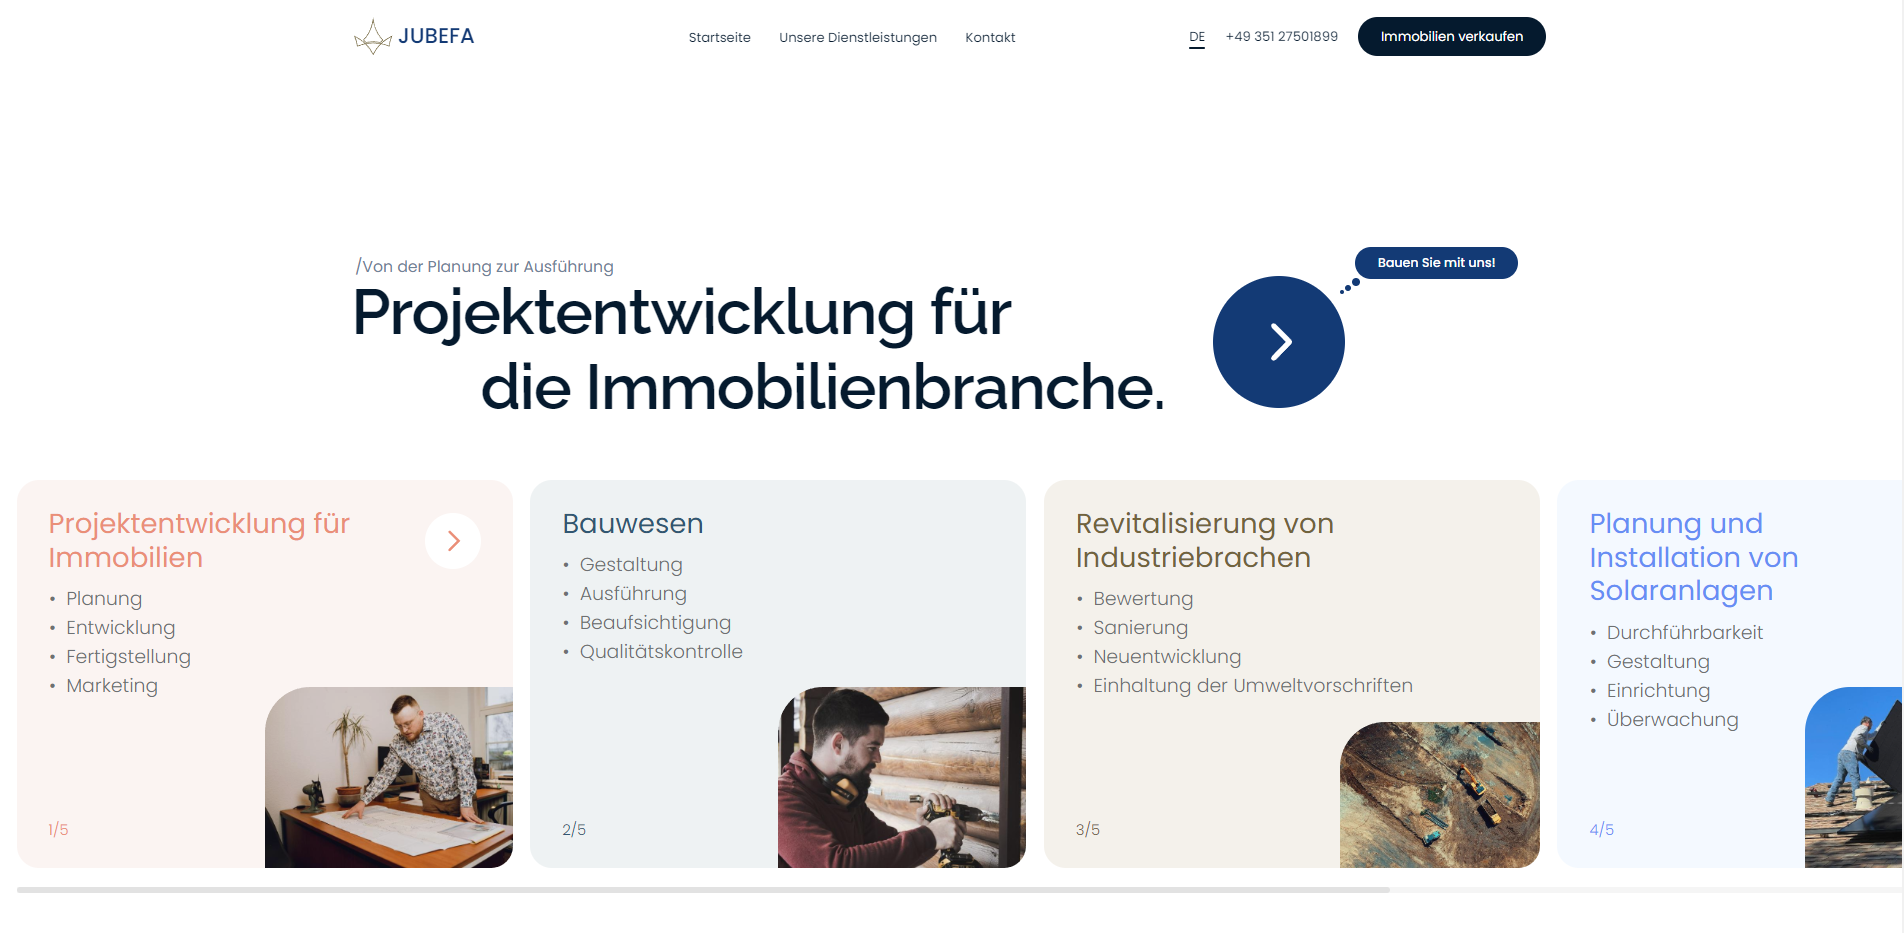 JUBEFA
Startseite
Unsere Dienstleistungen
Kontakt
DE
+49 351 27501899
Immobilien verkaufen
/Von der Planung zur Ausführung
Projektentwicklung für
die Immobilienbranche.
Bauen Sie mit uns!
Projektentwicklung für
Immobilien
• Planung
• Entwicklung
• Fertigstellung
• Marketing
1/5
Bauwesen
• Gestaltung
• Ausführung
• Beaufsichtigung
• Qualitätskontrolle
2/5
Revitalisierung von
Industriebrachen
• Bewertung
• Sanierung
• Neuentwicklung
• Einhaltung der Umweltvorschriften
3/5
Planung und
Installation von
Solaranlagen
• Durchführbarkeit
• Gestaltung
• Einrichtung
• Überwachung
4/5